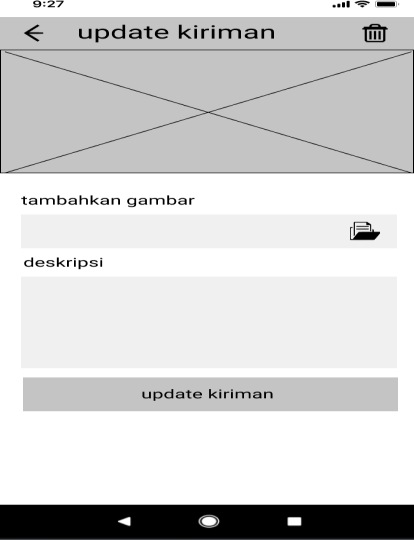 9:27
update kiriman
tambahkan gambar
deskripsi
update kiriman